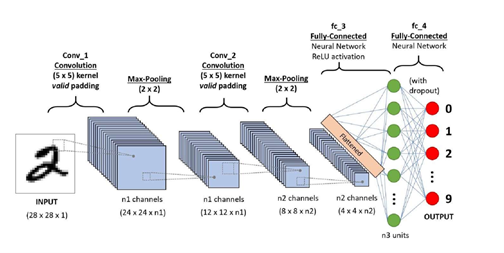 fc_3
Fully-Connected
Neural Network
ReLU activation
fc_4
Fully-Connected
Neural Network
Conv_1
Convolution
(5 x 5) kernel
valid padding
Max-Pooling
(2 x 2)
Conv_2
Convolution
(5 x 5) kernel
valid padding
Max-Pooling
(2 x 2)
(with
dropout)
Flattened
0
1
2
9
2
INPUT
(28 x 28 x 1)
n1 channels
(24 x 24 x n1)
n1 channels
(12 x 12 x n1)
n2 channels
(8 x 8 x n2)
n2 channels
(4 x 4 x n2)
n3 units
OUTPUT